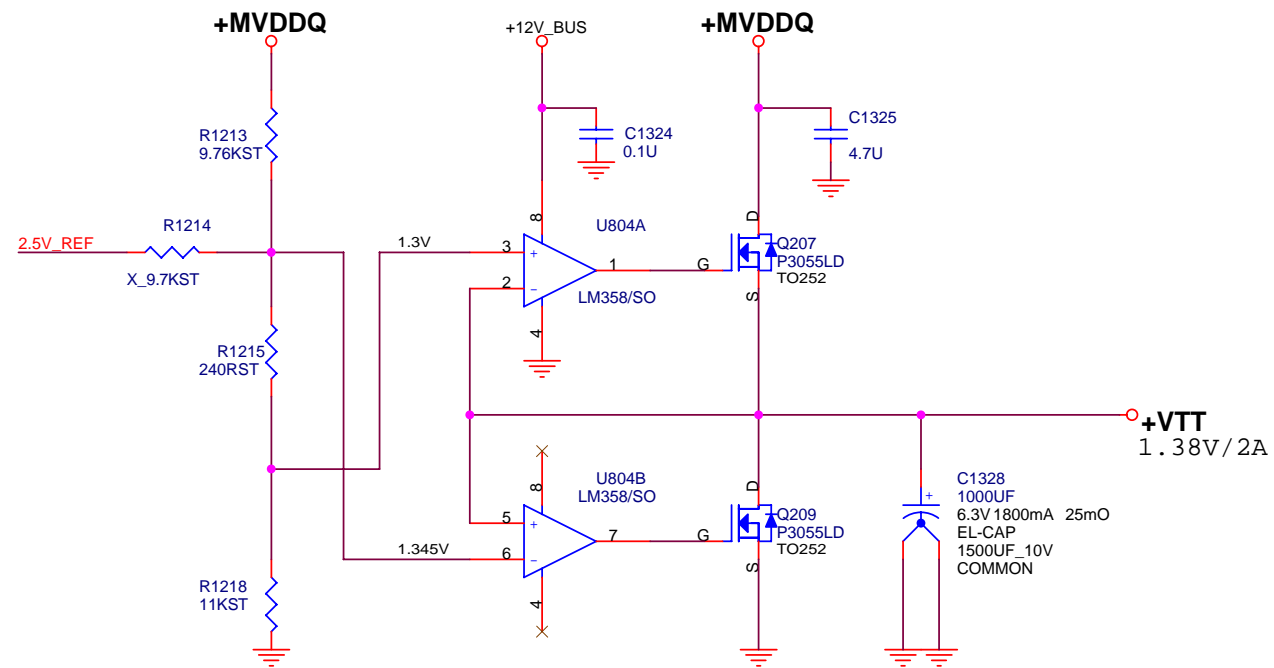 +MVDDQ
+12V_BUS
+MVDDQ
R1213
9.76KST
C1324
0.1U
C1325
4.7U
8
U804A
D
R1214
2.5V_REF
X_9.7KST
1.3V
3
+
2
−
1
G
Q207
P3055LD
TO252
LM358/SO
S
4
R1215
240RST
+VTT
1.38V/2A
8
U804B
LM358/SO
D
C1328
1000UF
6.3V 1800mA 25mO
EL-CAP
1500UF_10V
COMMON
+
5
+
6
−
7
G
Q209
P3055LD
TO252
1.345V
S
4
R1218
11KST